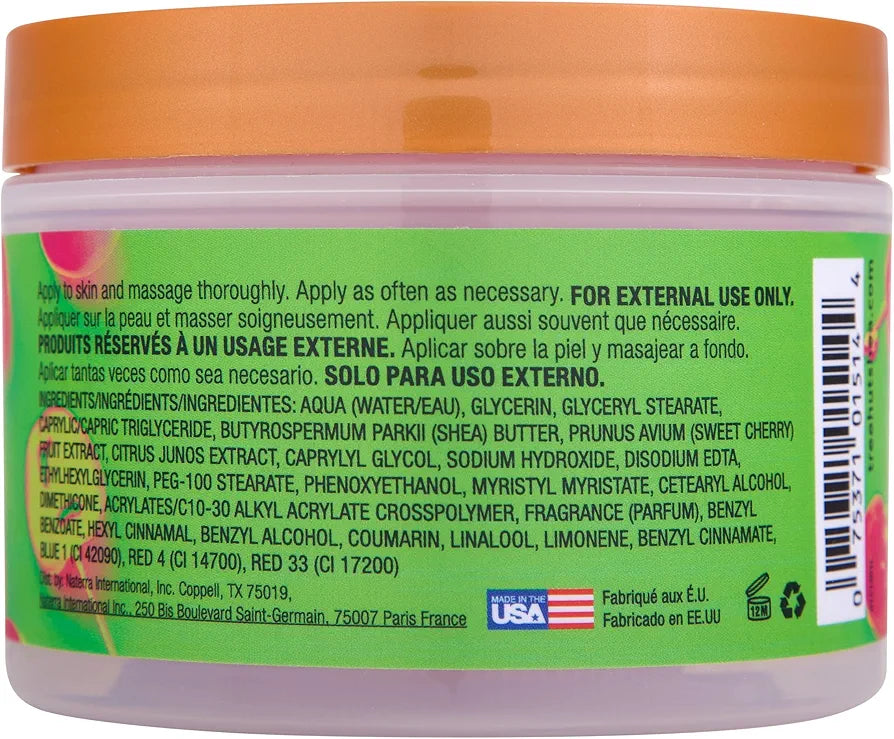 Apply to skin and massage thoroughly. Apply as often as necessary. FOR EXTERNAL USE ONLY.
Appliquer sur la peau et masser soigneusement. Appliquer aussi souvent que nécessaire.
PRODUITS RÉSERVÉS À UN USAGE EXTERNE. Aplicar sobre la piel y masajear a fondo.
Aplicar tantas veces como sea necesario. SOLO PARA USO EXTERNO.
INGREDIENTS/INGRÉDIENTS/INGREDIENTES: AQUA (WATER/EAU), GLYCERIN, GLYCERYL STEARATE,
CAPRYLIC/CAPRIC TRIGLYCERIDE, BUTYROSPERMUM PARKII (SHEA) BUTTER, PRUNUS AVIUM (SWEET CHERRY)
FRUIT EXTRACT, CITRUS JUNOS EXTRACT, CAPRYLYL GLYCOL, SODIUM HYDROXIDE, DISODIUM EDTA,
ETHYLHEXYLGLYCERIN, PEG-100 STEARATE, PHENOXYETHANOL, MYRISTYL MYRISTATE, CETEARYL ALCOHOL,
DIMETHICONE, ACRYLATES/C10-30 ALKYL ACRYLATE CROSSPOLYMER, FRAGRANCE (PARFUM), BENZYL
BENZOATE, HEXYL CINNAMAL, BENZYL ALCOHOL, COUMARIN, LINALOOL, LIMONENE, BENZYL CINNAMATE,
BLUE 1 (CI 42090), RED 4 (CI 14700), RED 33 (CI 17200)
Dist. by: Naterra International, Inc. Coppell, TX 75019,
Naterra International Inc., 250 Bis Boulevard Saint-Germain, 75007 Paris France
MADE IN THE
USA
Fabriqué aux É.U.
Fabricado en EE.UU
12M
0 75371 01514 4